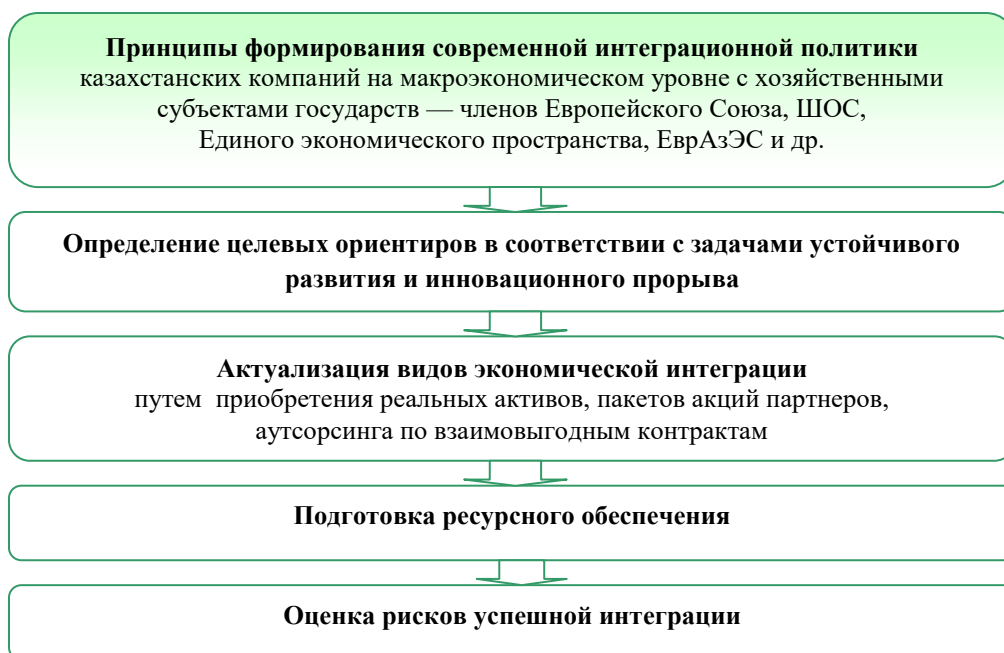 Принципы формирования современной интеграционной политики
казахстанских компаний на макроэкономическом уровне с хозяйственными
субъектами государств — членов Европейского Союза, ШОС,
Единого экономического пространства, ЕврАзЭС и др.
Определение целевых ориентиров в соответствии с задачами устойчивого
развития и инновационного прорыва
Актуализация видов экономической интеграции
путем приобретения реальных активов, пакетов акций партнеров,
аутсорсинга по взаимовыгодным контрактам
Подготовка ресурсного обеспечения
Оценка рисков успешной интеграции